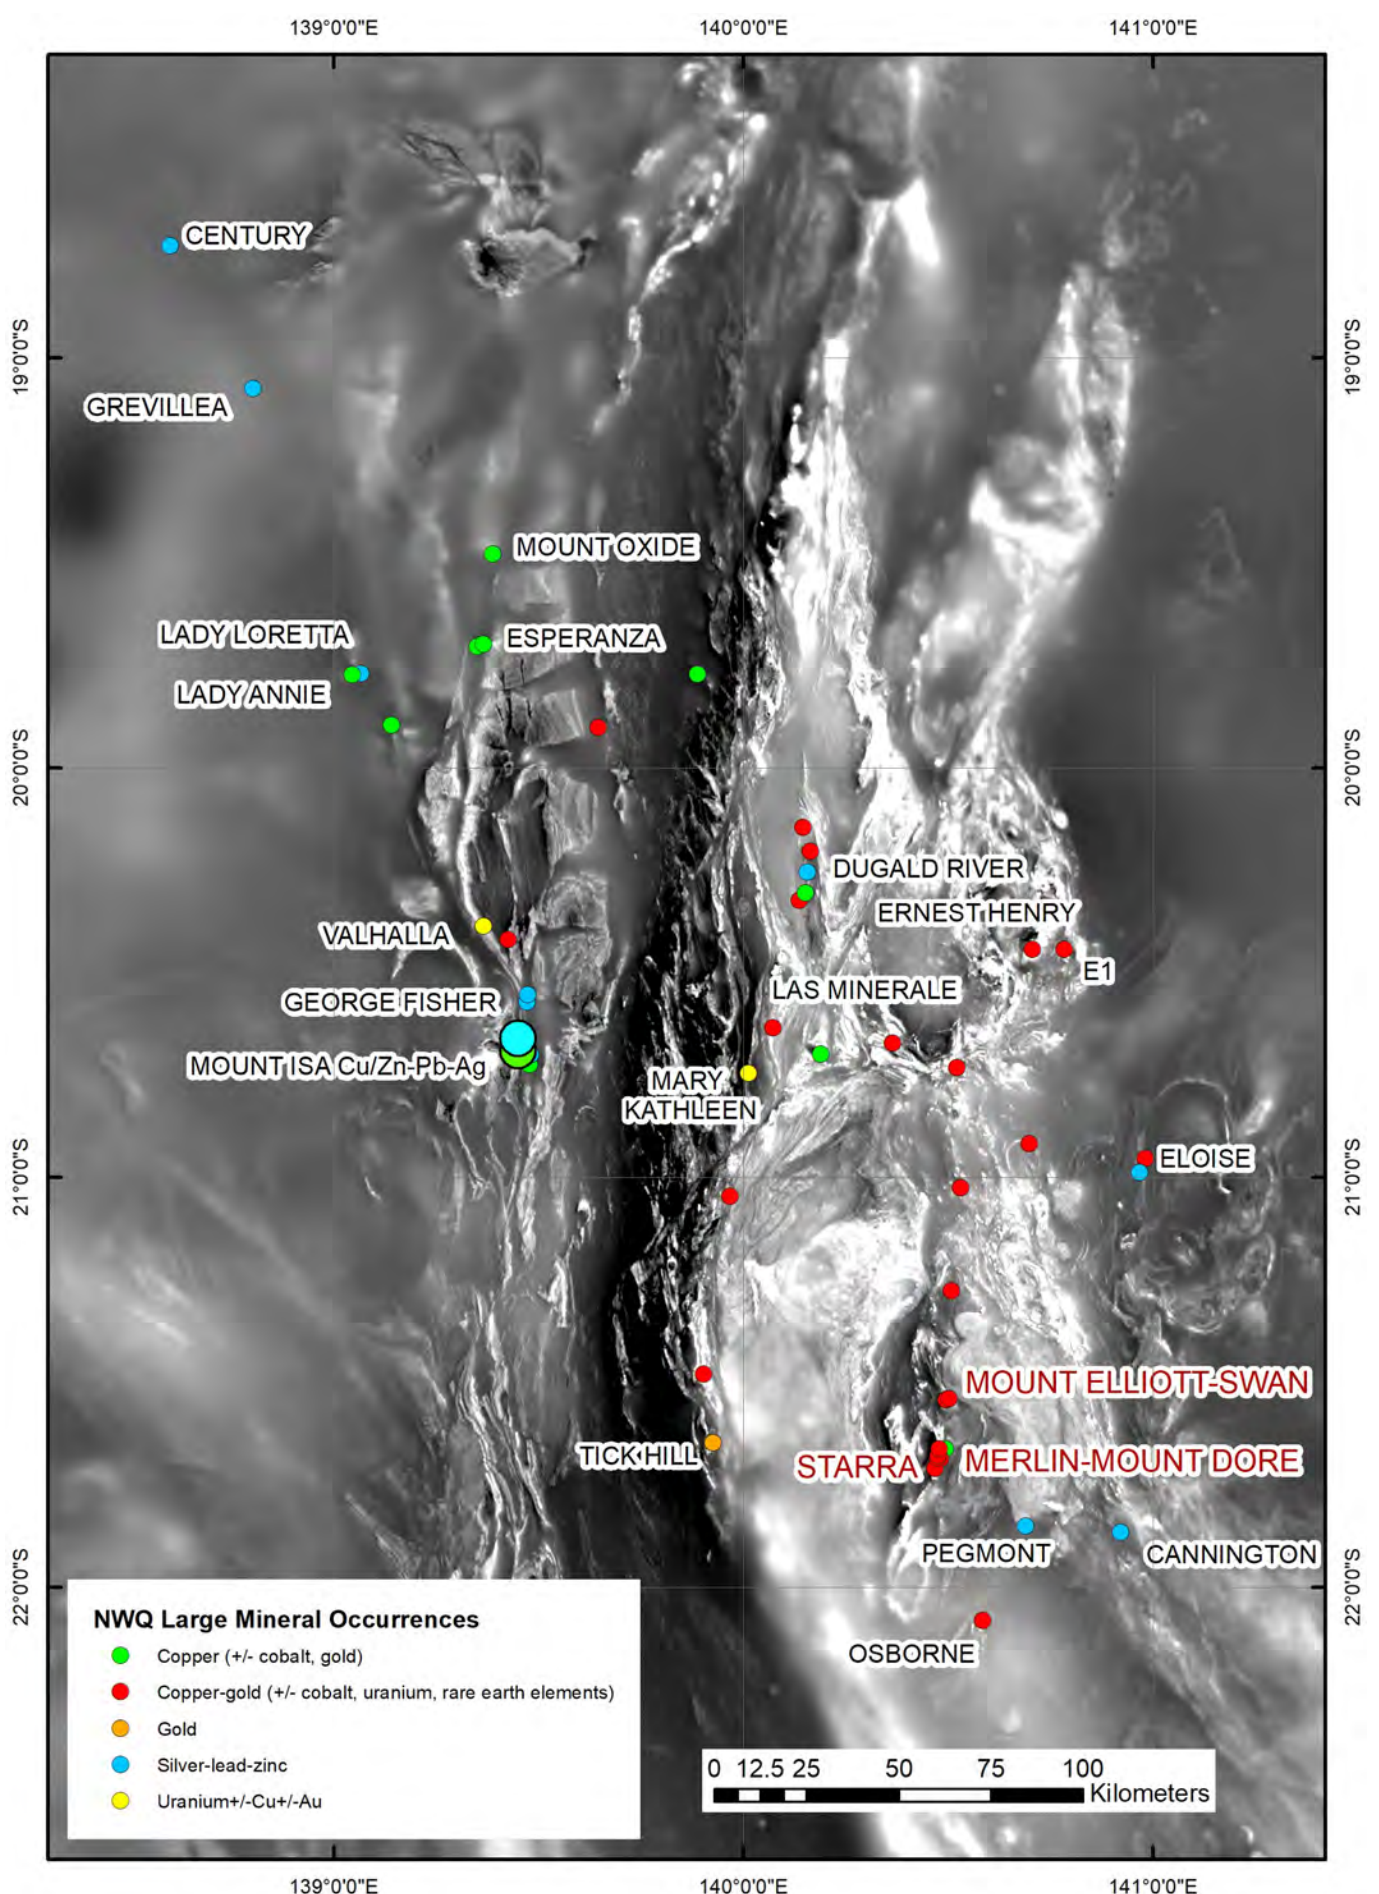 139°0'0"E
140°0'0"E
141°0'0"E
CENTURY
19°0'0"S
19°0'0"S
GREVILLEA
MOUNT OXIDE
LADY LORETTA
ESPERANZA
LADY ANNIE
20°0'0"S
20°0'0"S
DUGALD RIVER
ERNEST HENRY
VALHALLA
E1
LAS MINERALE
GEORGE FISHER
MOUNT ISA Cu/Zn-Pb-Ag
MARY
KATHLEEN
ELOISE
21°0'0"S
21°0'0"S
MOUNT ELLIOTT-SWAN
TICK HILL
STARRA
MERLIN-MOUNT DORE
PEGMONT
CANNINGTON
22°0'0"S
22°0'0"S
OSBORNE
NWQ Large Mineral Occurrences
Copper (+/- cobalt, gold)
Copper-gold (+/- cobalt, uranium, rare earth elements)
Gold
Silver-lead-zinc
Uranium+/-Cu+/-Au
0 12.5 25 50 75 100
Kilometers
139°0'0"E
140°0'0"E
141°0'0"E